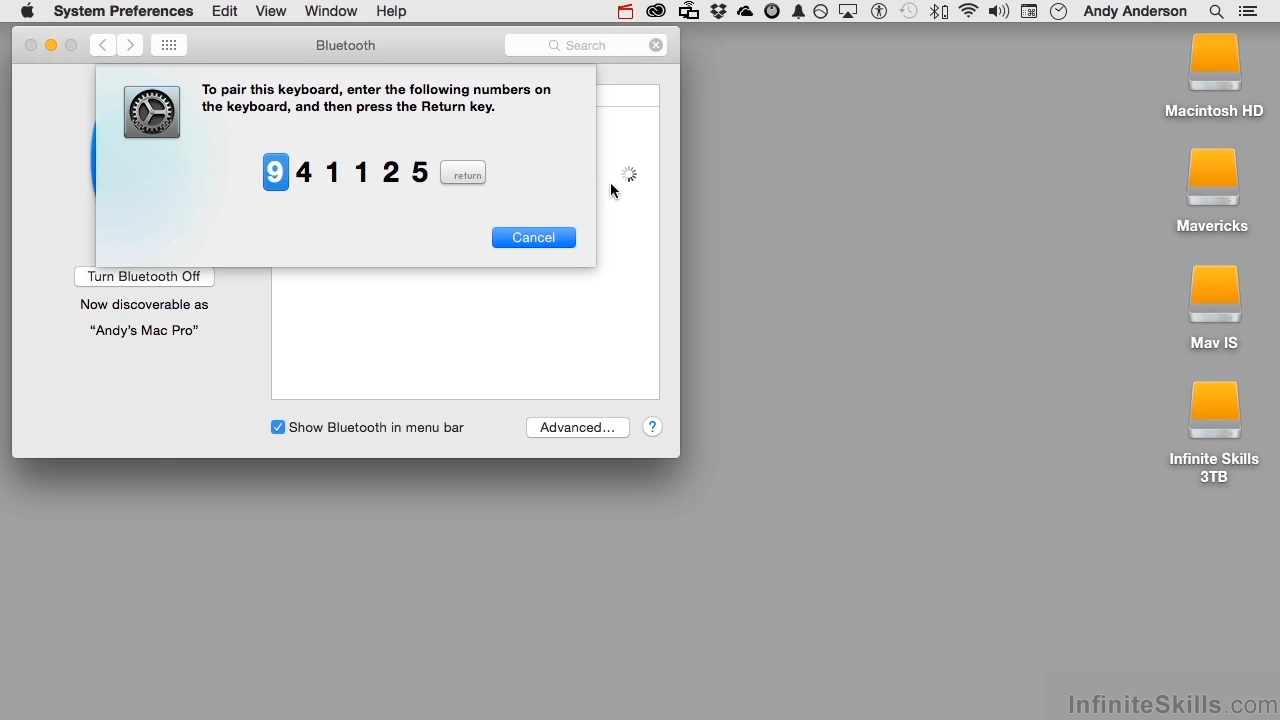 System Preferences Edit View Window Help Andy Anderson
Bluetooth
Search
To pair this keyboard, enter the following numbers on
the keyboard, and then press the Return key.
9 4 1 1 2 5 return
Cancel
Turn Bluetooth Off
Now discoverable as
“Andy’s Mac Pro”
Show Bluetooth in menu bar
Advanced...
?
Macintosh HD
Mavericks
Mav IS
Infinite Skills
3TB
InfiniteSkills.com